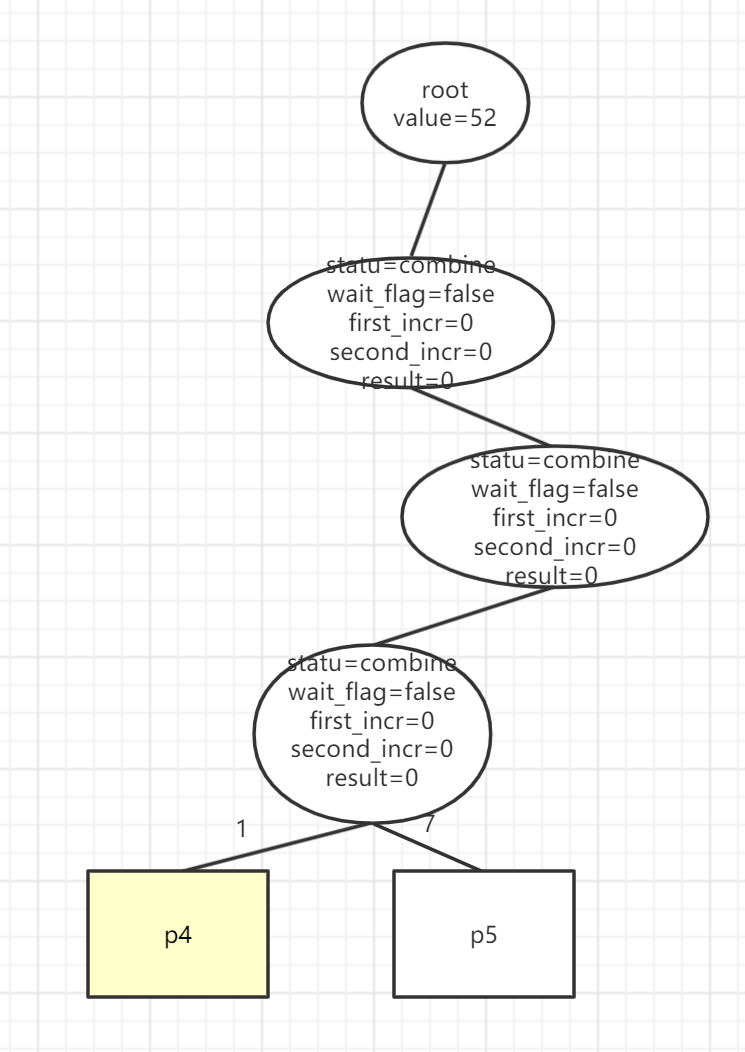 root
value=52
statu=combine
wait_flag=false
first_incr=0
second_incr=0
result=0
statu=combine
wait_flag=false
first_incr=0
second_incr=0
result=0
statu=combine
wait_flag=false
first_incr=0
second_incr=0
result=0
1
7
p4
p5